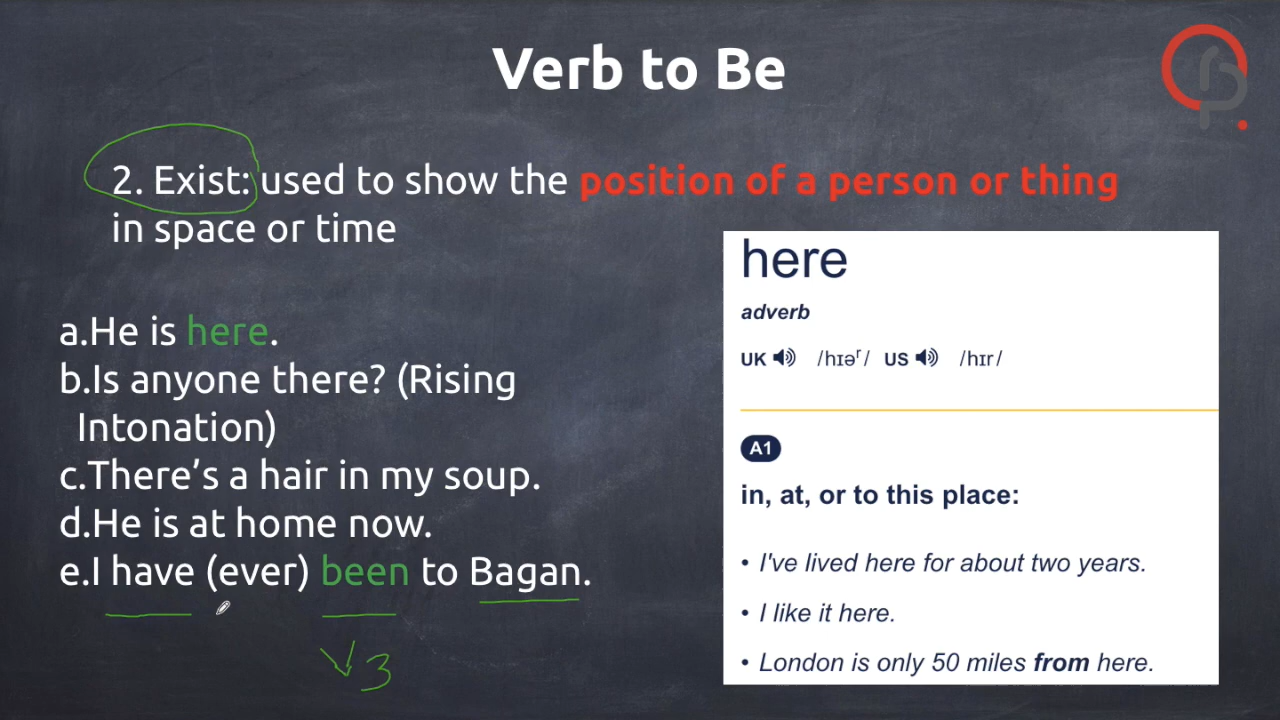 Verb to Be
2. Exist: used to show the position of a person or thing
in space or time
a.He is here.
b.Is anyone there? (Rising
Intonation)
c.There’s a hair in my soup.
d.He is at home now.
e.I have (ever) been to Bagan.
V3
here
adverb
UK /hɪəʳ/ US /hɪr/
A1
in, at, or to this place:
• I've lived here for about two years.
• I like it here.
• London is only 50 miles from here.